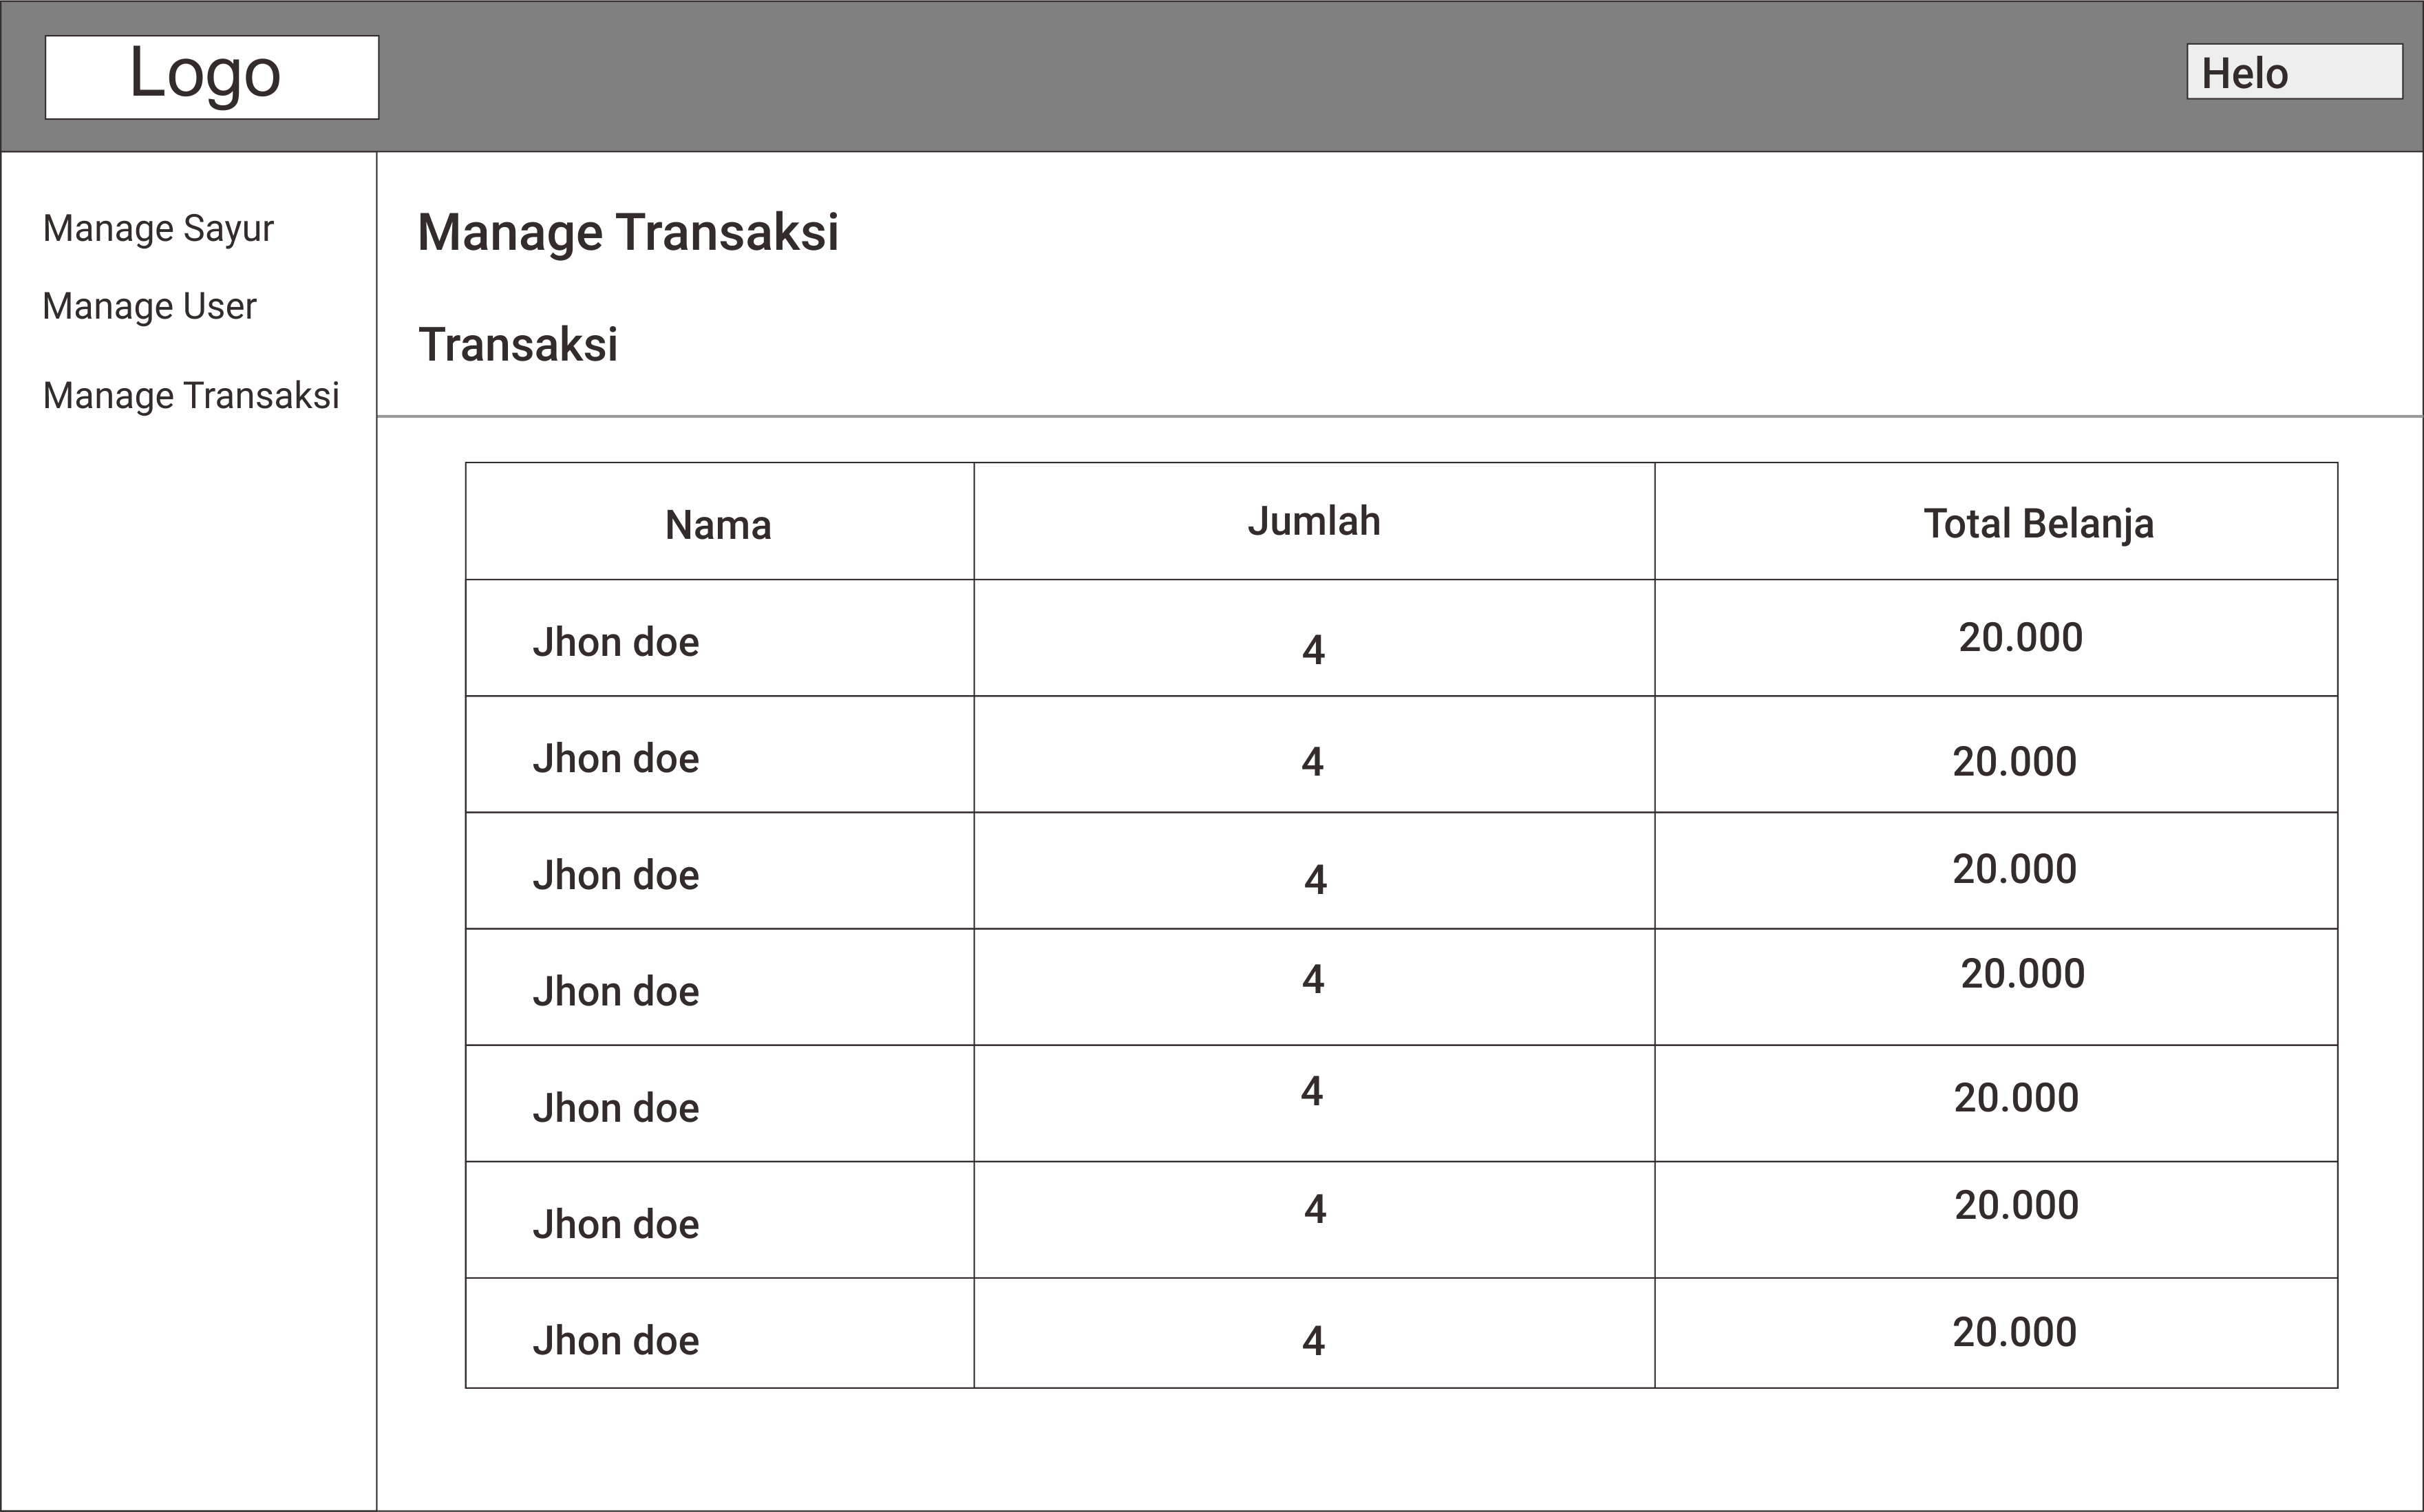 Logo
Helo
Manage Sayur
Manage User
Manage Transaksi
Manage Transaksi
Transaksi
Nama Jumlah Total Belanja
Jhon doe 4 20.000
Jhon doe 4 20.000
Jhon doe 4 20.000
Jhon doe 4 20.000
Jhon doe 4 20.000
Jhon doe 4 20.000
Jhon doe 4 20.000